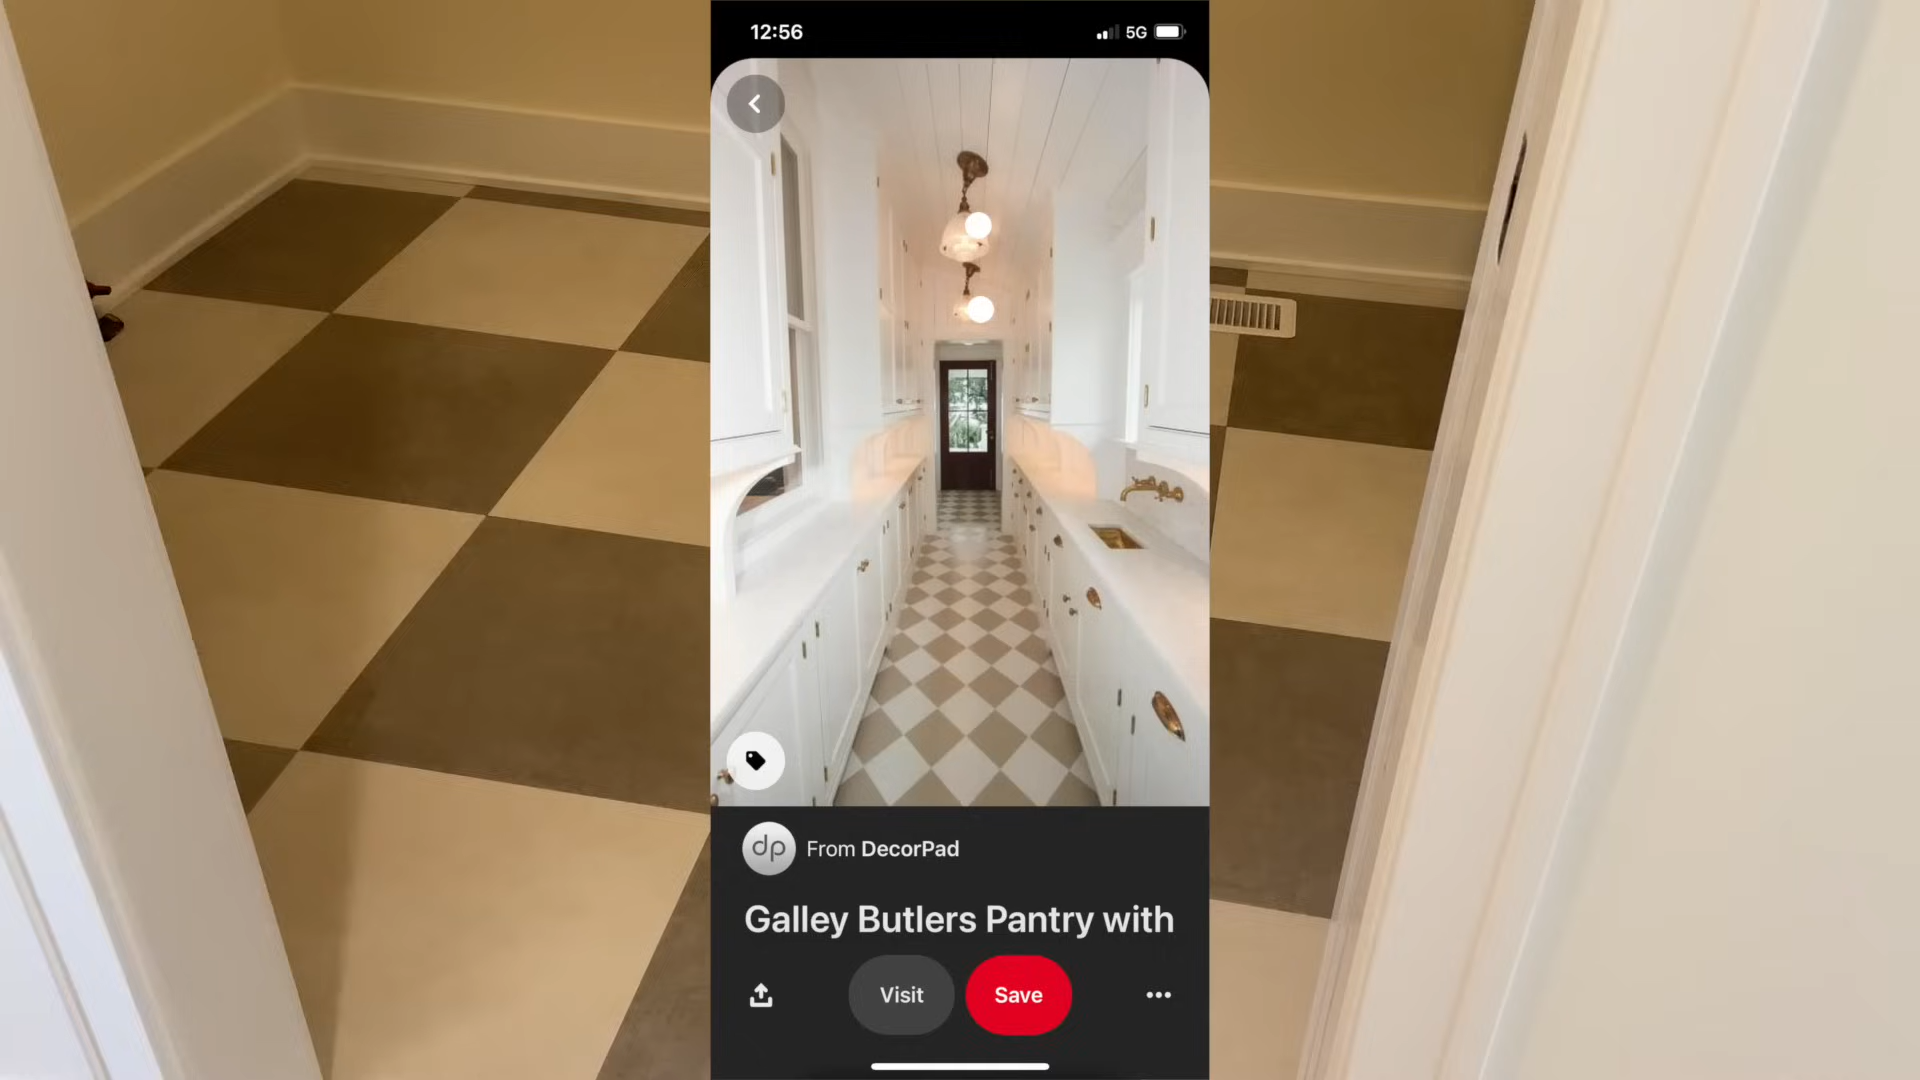 12:56
5G
dp
From DecorPad
Galley Butlers Pantry with
Visit
Save